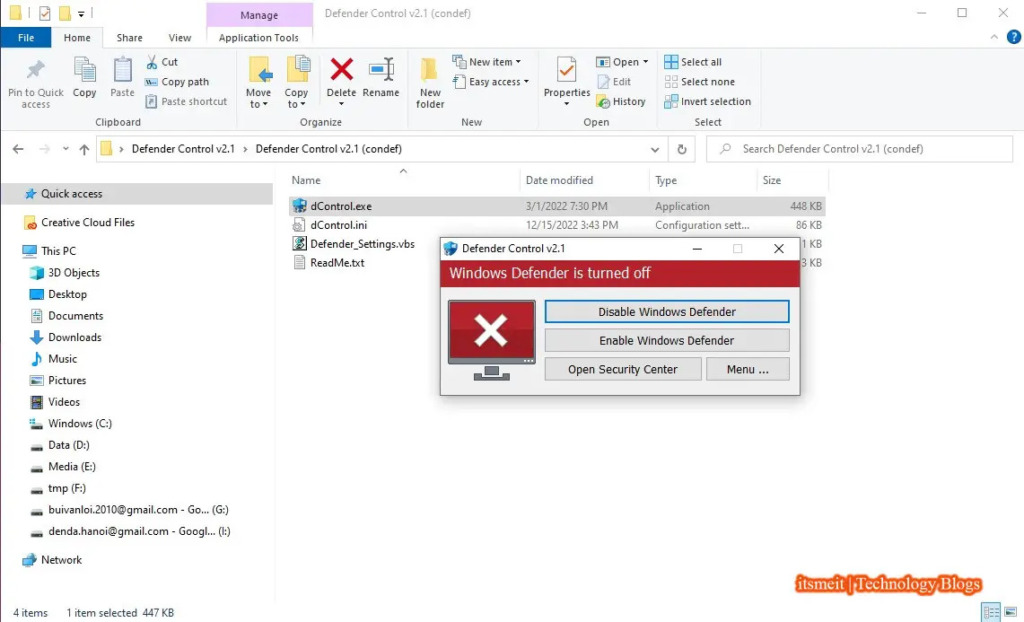 Manage
Defender Control v2.1 (condef)
File
Home
Share
View
Application Tools
Pin to Quick access
Copy
Paste
Cut
Copy path
Paste shortcut
Clipboard
Move to
Copy to
Delete
Rename
Organize
New folder
New item
Easy access
New
Properties
Open
Edit
History
Open
Select all
Select none
Invert selection
Select
Defender Control v2.1 › Defender Control v2.1 (condef)
Search Defender Control v2.1 (condef)
Name Date modified Type Size
dControl.exe 3/1/2022 7:30 PM Application 448 KB
dControl.ini 12/15/2022 3:43 PM Configuration sett... 86 KB
Defender_Settings.vbs 1 KB
ReadMe.txt 3 KB
Quick access
Creative Cloud Files
This PC
3D Objects
Desktop
Documents
Downloads
Music
Pictures
Videos
Windows (C:)
Data (D:)
Media (E:)
tmp (F:)
buivanloi.2010@gmail.com - Go... (G:)
denda.hanoi@gmail.com - Googl... (I:)
Network
Defender Control v2.1
Windows Defender is turned off
Disable Windows Defender
Enable Windows Defender
Open Security Center
Menu ...
itsmeit | Technology Blogs
4 items 1 item selected 447 KB